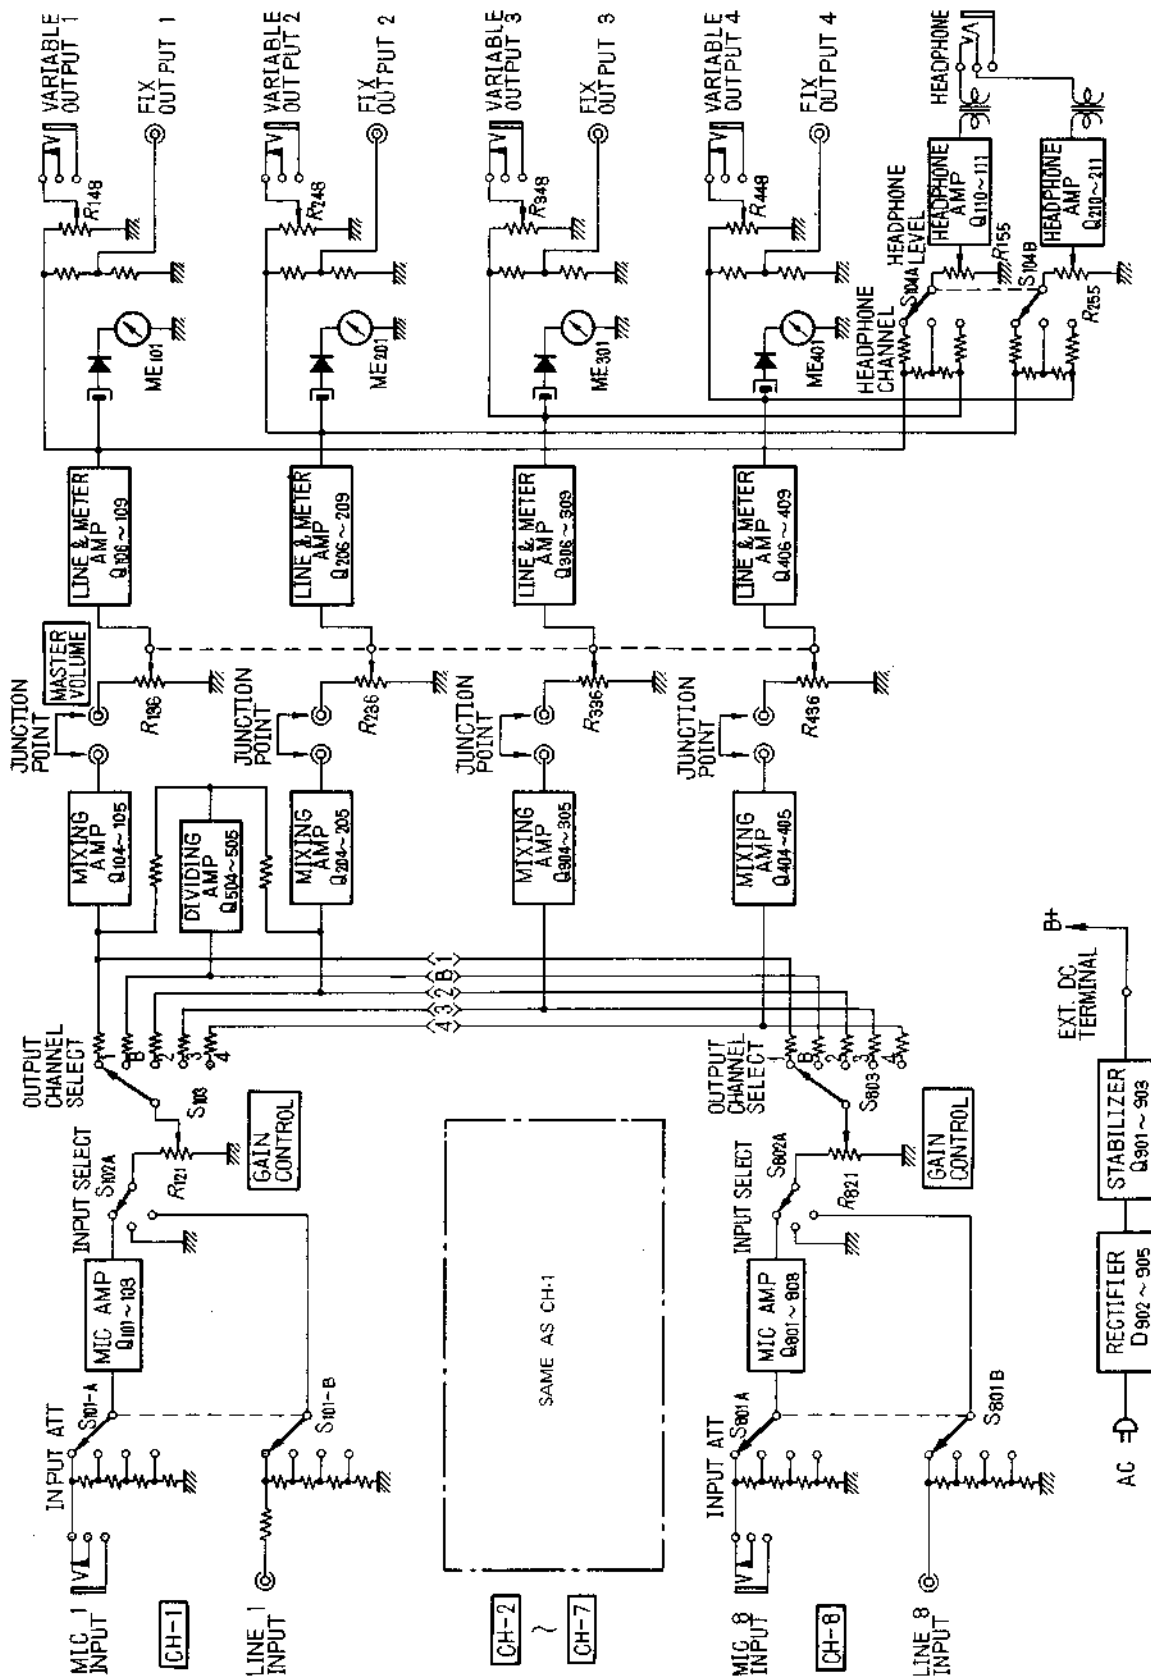 MIC 1
INPUT
CH-1
LINE 1
INPUT
INPUT ATT
S101-A
S101-B
MIC AMP
Q101~103
INPUT SELECT
S102A
R121
GAIN
CONTROL
OUTPUT
CHANNEL
SELECT
S103
1
B
2
3
4
1
B
2
3
4
MIXING
AMP
Q104~105
DIVIDING
AMP
Q504~505
MIXING
AMP
Q204~205
MIXING
AMP
Q304~305
MIXING
AMP
Q404~405
JUNCTION
POINT
MASTER
VOLUME
R136
JUNCTION
POINT
R236
JUNCTION
POINT
R336
JUNCTION
POINT
R436
LINE & METER
AMP
Q106~109
LINE & METER
AMP
Q206~209
LINE & METER
AMP
Q306~309
LINE & METER
AMP
Q406~409
ME101
ME201
ME301
ME401
R148
R248
R348
R448
VARIABLE
OUTPUT 1
FIX
OUTPUT 1
VARIABLE
OUTPUT 2
FIX
OUTPUT 2
VARIABLE
OUTPUT 3
FIX
OUTPUT 3
VARIABLE
OUTPUT 4
FIX
OUTPUT 4
HEADPHONE
CHANNEL
S104A
HEADPHONE
LEVEL
R155
S104B
R255
HEADPHONE
AMP
Q110~111
HEADPHONE
AMP
Q210~211
HEADPHONE
CH-2
~
CH-7
SAME AS CH-1
MIC 8
INPUT
CH-8
LINE 8
INPUT
INPUT ATT
S801A
S801B
MIC AMP
Q801~803
INPUT SELECT
S802A
R821
GAIN
CONTROL
OUTPUT
CHANNEL
SELECT
S803
1
B
2
3
4
AC
RECTIFIER
D902~905
STABILIZER
Q901~903
EXT. DC
TERMINAL
B+